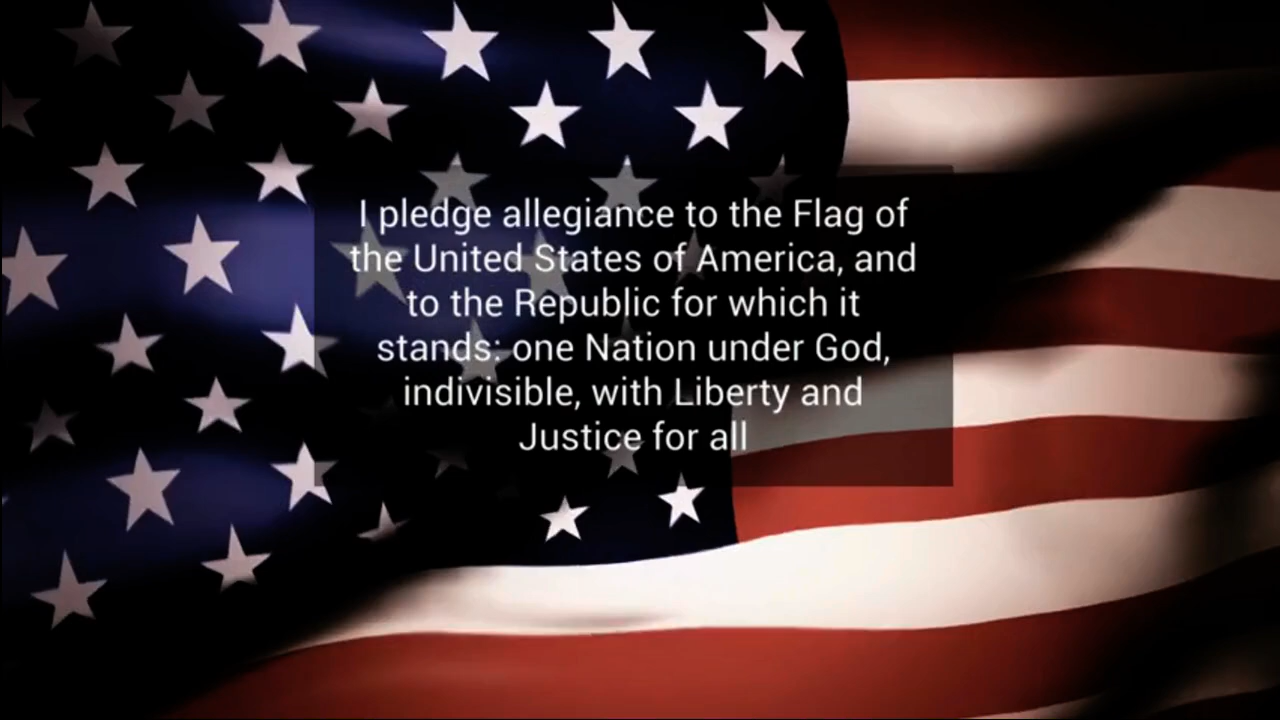 I pledge allegiance to the Flag of
the United States of America, and
to the Republic for which it
stands: one Nation under God,
indivisible, with Liberty and
Justice for all